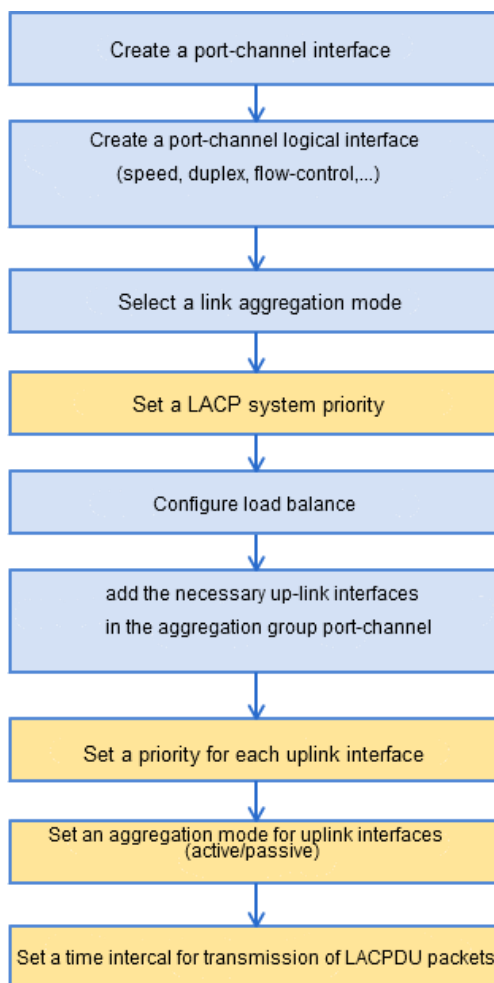 Create a port-channel interface
Create a port-channel logical interface
(speed, duplex, flow-control,...)
Select a link aggregation mode
Set a LACP system priority
Configure load balance
add the necessary up-link interfaces
in the aggregation group port-channel
Set a priority for each uplink interface
Set an aggregation mode for uplink interfaces
(active/passive)
Set a time intercal for transmission of LACPDU packets